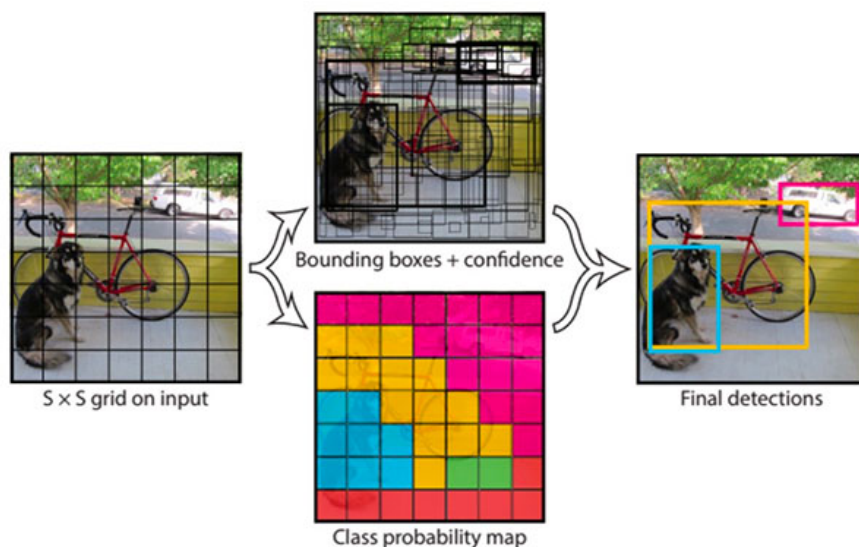 Bounding boxes + confidence
S × S grid on input
Final detections
Class probability map